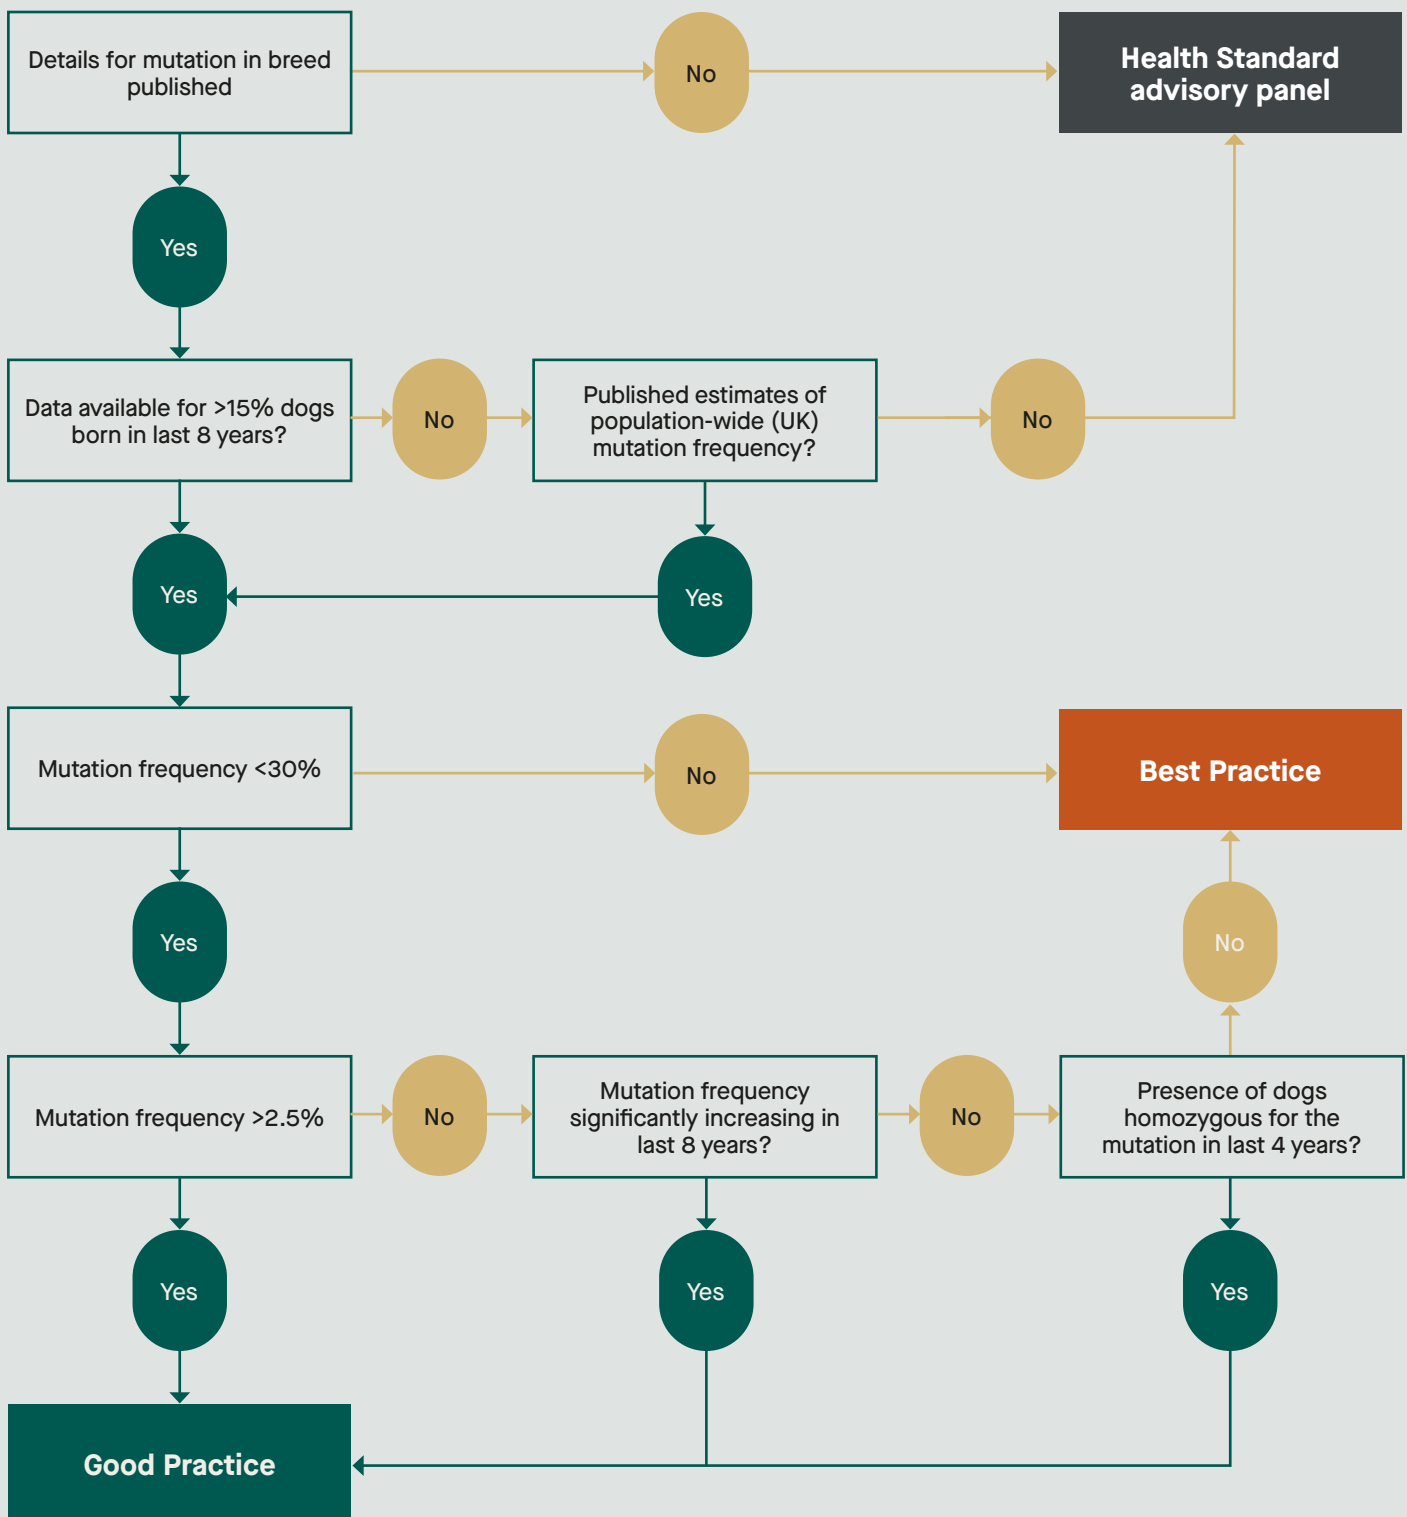 Details for mutation in breed
published
No
Health Standard
advisory panel
Yes
Data available for >15% dogs
born in last 8 years?
No
Published estimates of
population-wide (UK)
mutation frequency?
No
Yes
Yes
Mutation frequency <30%
No
Best Practice
Yes
No
Mutation frequency >2.5%
No
Mutation frequency
significantly increasing in
last 8 years?
No
Presence of dogs
homozygous for the
mutation in last 4 years?
Yes
Yes
Yes
Good Practice